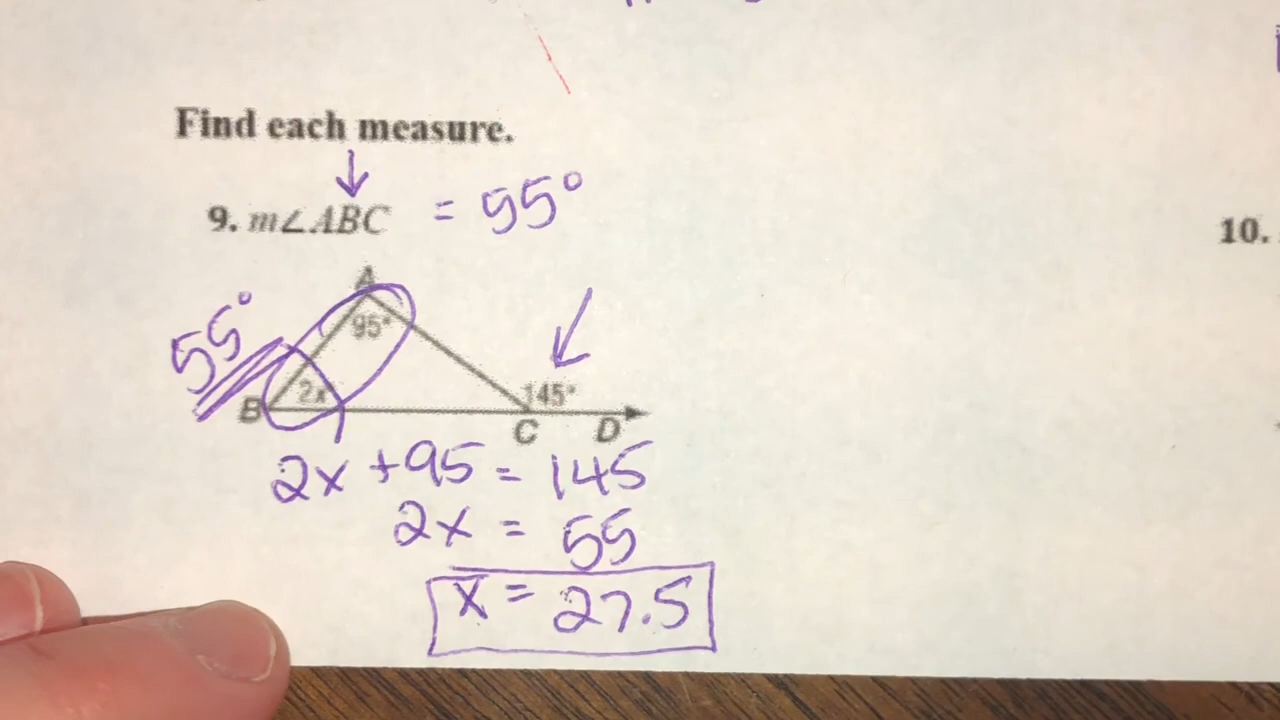 Find each measure.
9. m∠ABC = 55°
10.
A
55°
95°
2x
145°
B
C D
2x + 95 = 145
2x = 55
x = 27.5